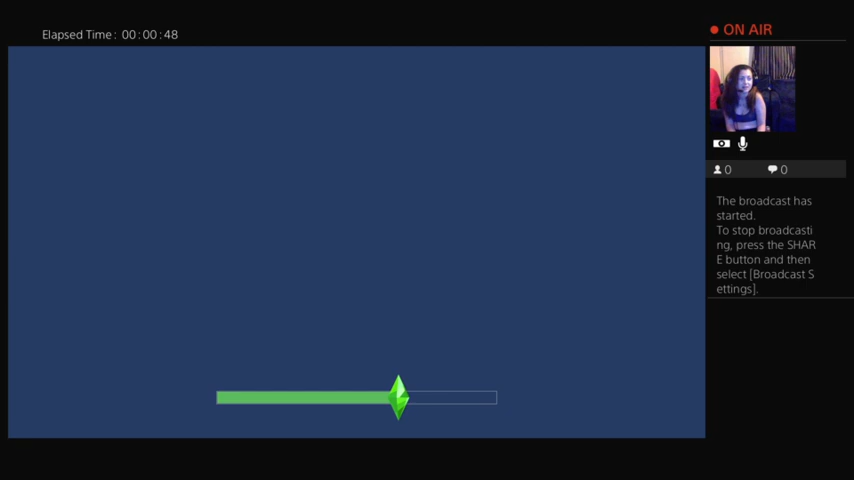 Elapsed Time: 00:00:48
ON AIR
0
0
The broadcast has
started.
To stop broadcasti
ng, press the SHAR
E button and then
select [Broadcast S
ettings].